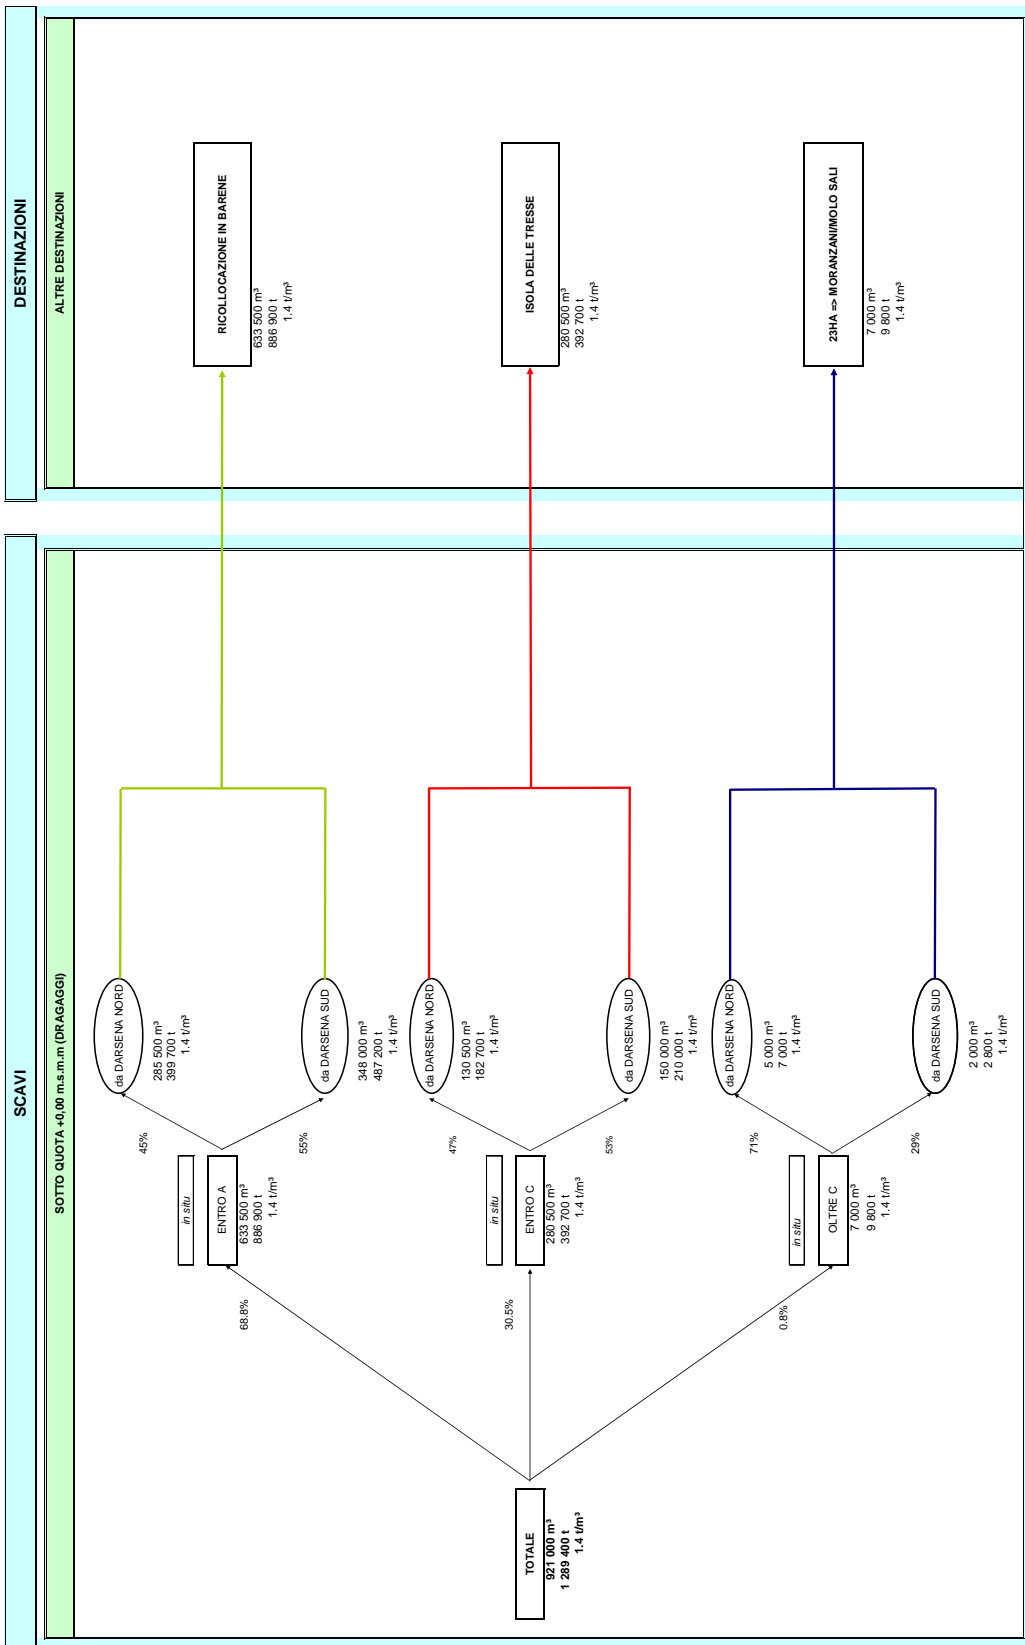 SCAVI
DESTINAZIONI
SOTTO QUOTA +0,00 m.s.m.m (DRAGAGGI)
ALTRE DESTINAZIONI
da DARSENA NORD
285 500 m³
399 700 t
1.4 t/m³
45%
in situ
ENTRO A
633 500 m³
886 900 t
1.4 t/m³
55%
da DARSENA SUD
348 000 m³
487 200 t
1.4 t/m³
RICOLLOCAZIONE IN BARENE
633 500 m³
886 900 t
1.4 t/m³
68.8%
da DARSENA NORD
130 500 m³
182 700 t
1.4 t/m³
47%
in situ
ENTRO C
280 500 m³
392 700 t
1.4 t/m³
30.5%
TOTALE
921 000 m³
1 289 400 t
1.4 t/m³
53%
da DARSENA SUD
150 000 m³
210 000 t
1.4 t/m³
ISOLA DELLE TRESSE
280 500 m³
392 700 t
1.4 t/m³
da DARSENA NORD
5 000 m³
7 000 t
1.4 t/m³
71%
0.8%
in situ
OLTRE C
7 000 m³
9 800 t
1.4 t/m³
29%
da DARSENA SUD
2 000 m³
2 800 t
1.4 t/m³
23HA => MORANZANI/MOLO SALI
7 000 m³
9 800 t
1.4 t/m³